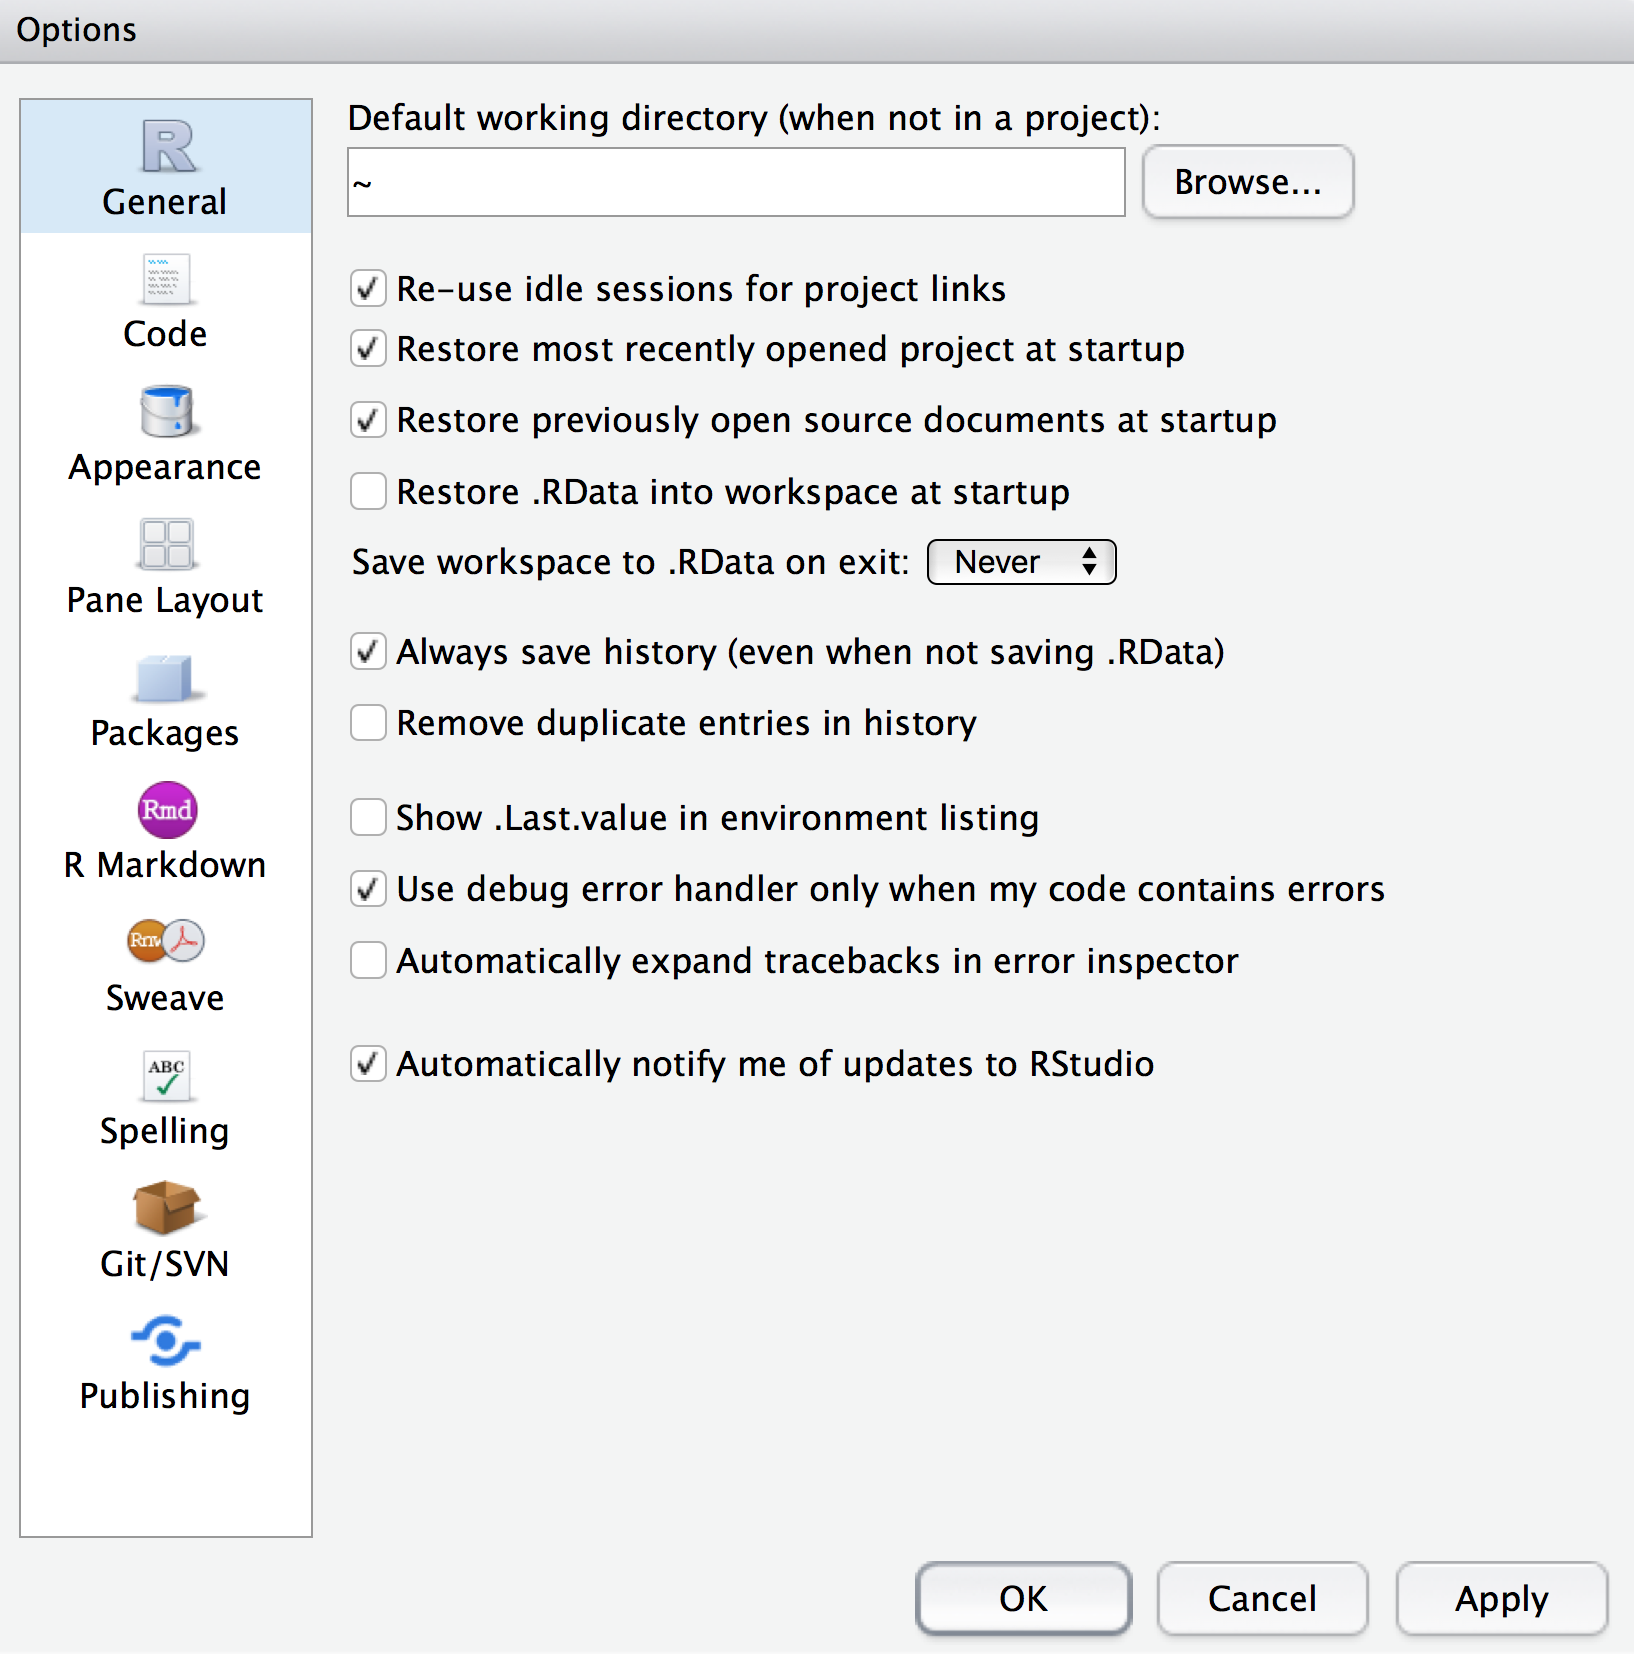 Options
General
Code
Appearance
Pane Layout
Packages
Rmd
R Markdown
Rnw
Sweave
ABC
Spelling
Git/SVN
Publishing
Default working directory (when not in a project):
~
Browse...
Re-use idle sessions for project links
Restore most recently opened project at startup
Restore previously open source documents at startup
Restore .RData into workspace at startup
Save workspace to .RData on exit: Never
Always save history (even when not saving .RData)
Remove duplicate entries in history
Show .Last.value in environment listing
Use debug error handler only when my code contains errors
Automatically expand tracebacks in error inspector
Automatically notify me of updates to RStudio
OK Cancel Apply